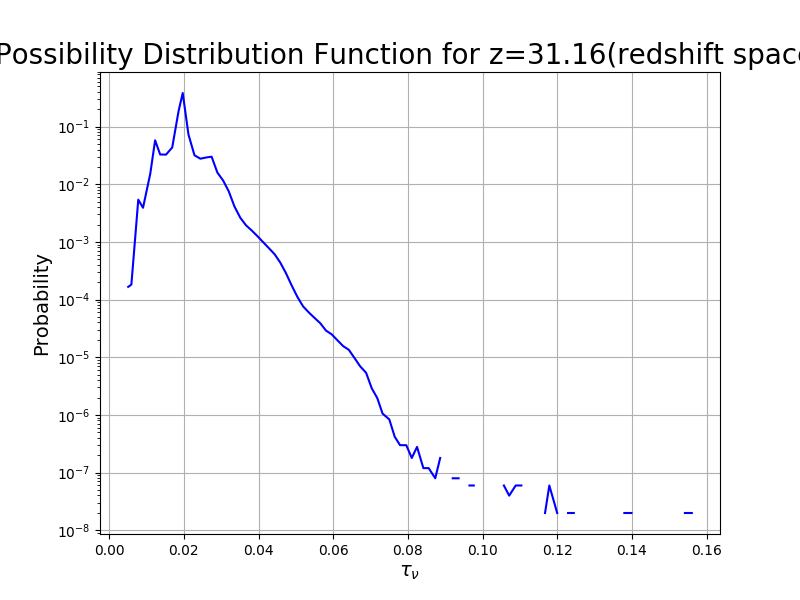 Possibility Distribution Function for z=31.16(redshift space
10⁻¹
10⁻²
10⁻³
10⁻⁴
10⁻⁵
10⁻⁶
10⁻⁷
10⁻⁸
Probability
0.00 0.02 0.04 0.06 0.08 0.10 0.12 0.14 0.16
τν